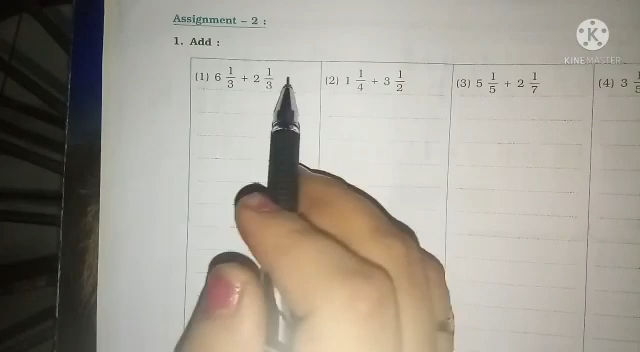 Assignment – 2 :
1. Add :
(1) 6 1/3 + 2 1/3 (2) 1 1/4 + 3 1/2 (3) 5 1/5 + 2 1/7 (4) 3
K
KINEMASTER